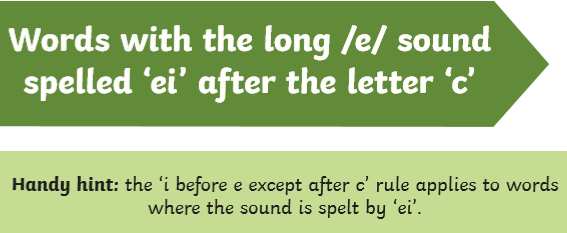 Words with the long /e/ sound
spelled ‘ei’ after the letter ‘c’
Handy hint: the ‘i before e except after c’ rule applies to words
where the sound is spelt by ‘ei’.